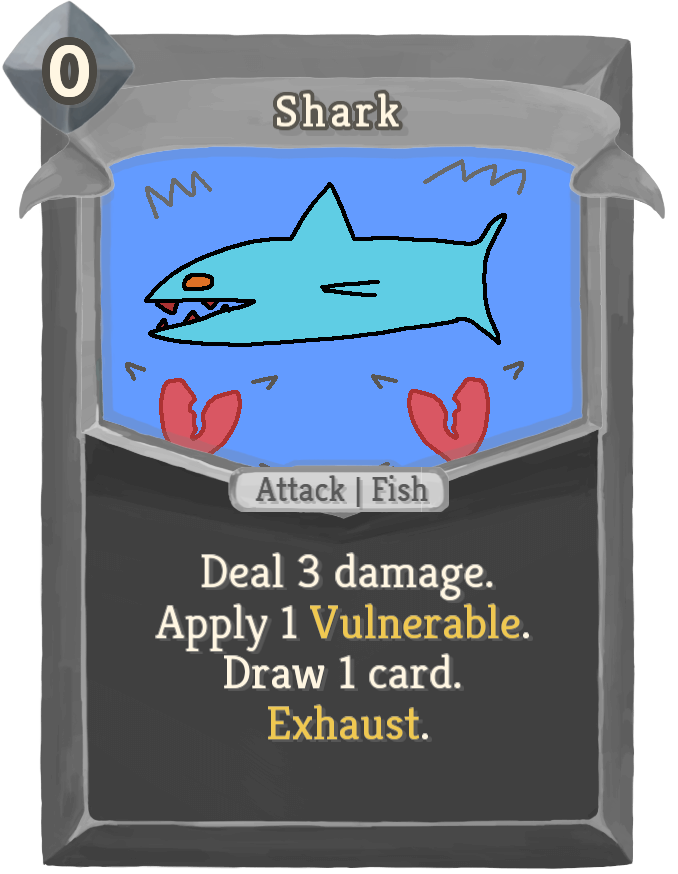 0
Shark
Attack | Fish
Deal 3 damage.
Apply 1 Vulnerable.
Draw 1 card.
Exhaust.